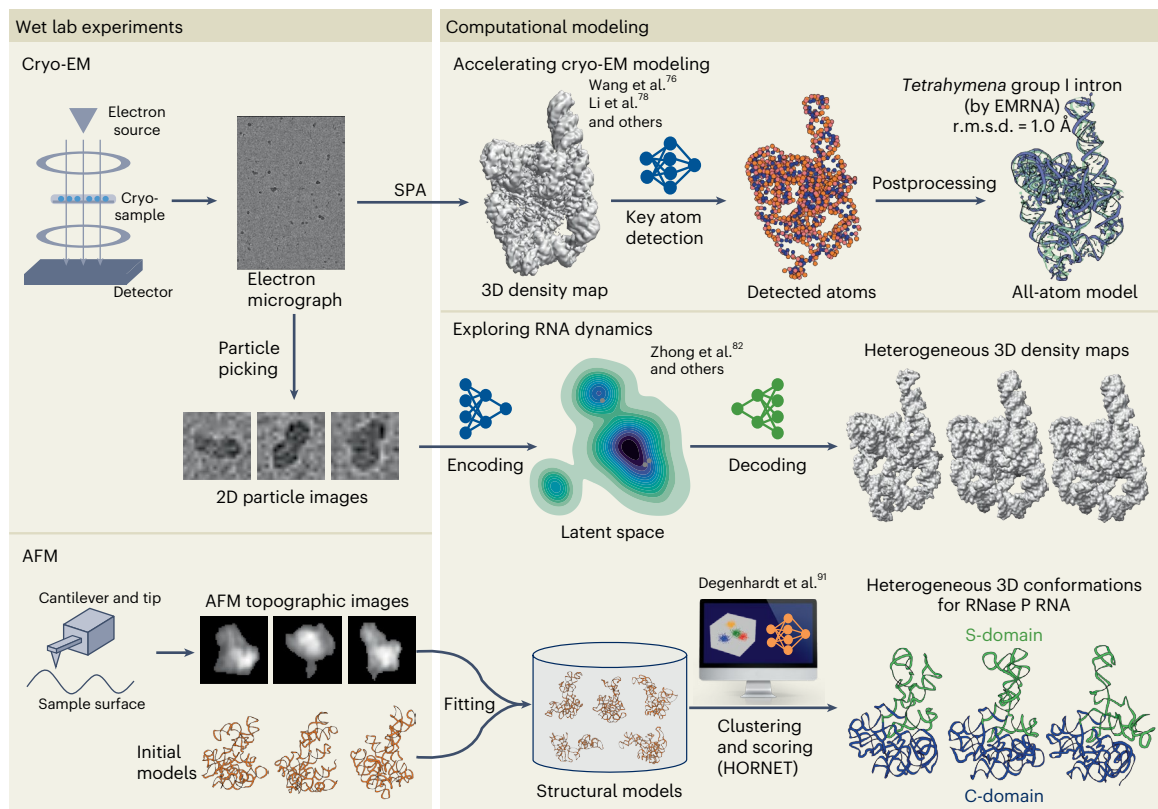 Wet lab experiments
Cryo-EM
Electron
source
Cryo-
sample
Detector
Electron
micrograph
SPA
Particle
picking
2D particle images
AFM
Cantilever and tip
Sample surface
AFM topographic images
Initial
models
Fitting
Computational modeling
Accelerating cryo-EM modeling
Wang et al.76
Li et al.78
and others
3D density map
Key atom
detection
Detected atoms
Postprocessing
Tetrahymena group I intron
(by EMRNA)
r.m.s.d. = 1.0 Å
All-atom model
Exploring RNA dynamics
Zhong et al.82
and others
Encoding
Latent space
Decoding
Heterogeneous 3D density maps
Structural models
Degenhardt et al.91
Clustering
and scoring
(HORNET)
Heterogeneous 3D conformations
for RNase P RNA
S-domain
C-domain